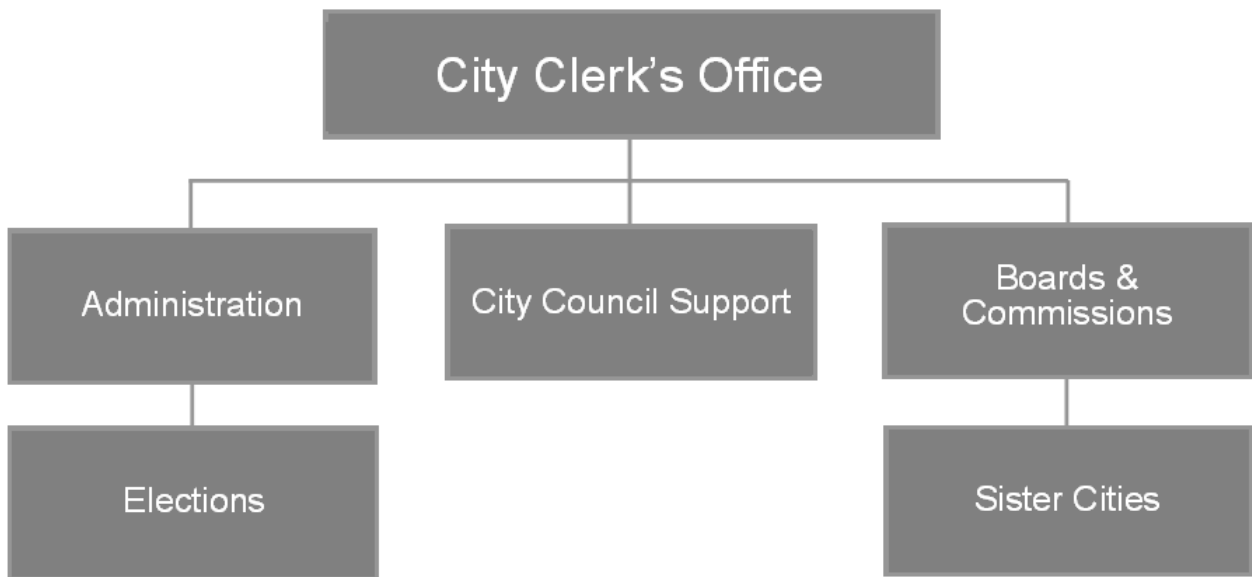 City Clerk’s Office
Administration
City Council Support
Boards &
Commissions
Elections
Sister Cities